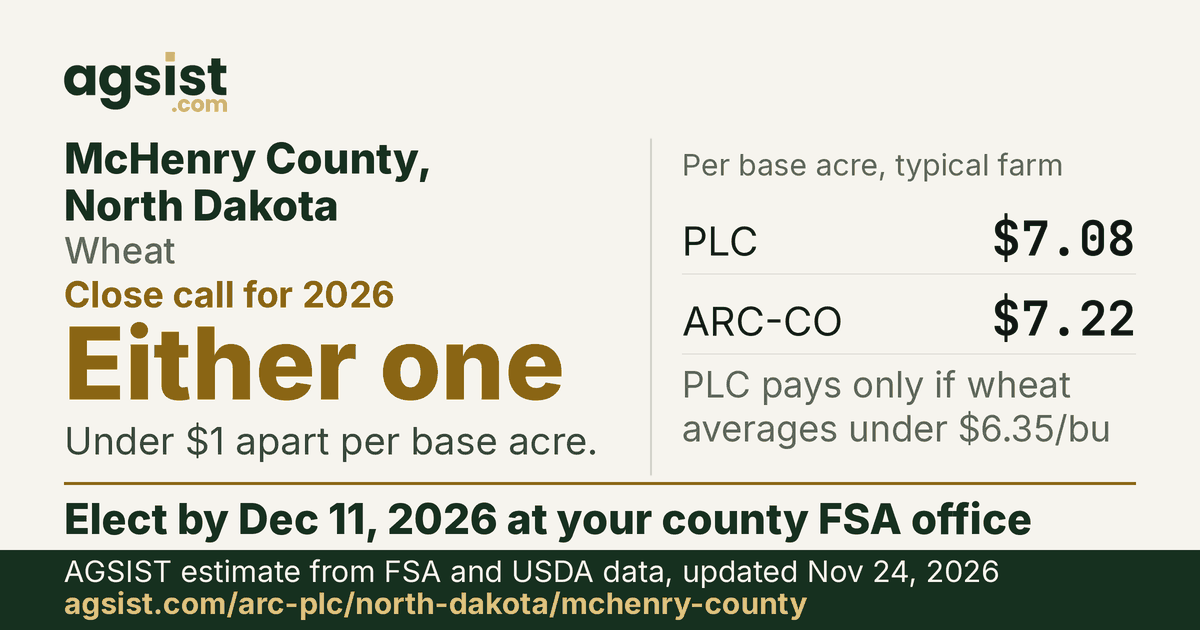 agsist
.com
McHenry County,
North Dakota
Wheat
Close call for 2026
Either one
Under $1 apart per base acre.
Per base acre, typical farm
PLC $7.08
ARC-CO $7.22
PLC pays only if wheat
averages under $6.35/bu
Elect by Dec 11, 2026 at your county FSA office
AGSIST estimate from FSA and USDA data, updated Nov 24, 2026
agsist.com/arc-plc/north-dakota/mchenry-county